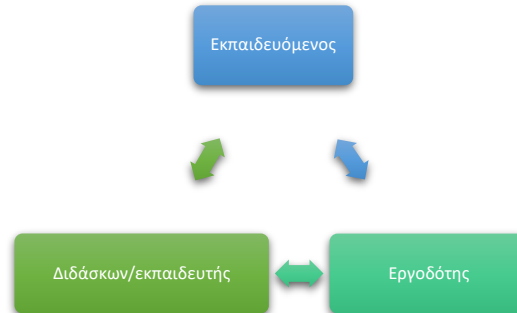 Εκπαιδευόμενος
Διδάσκων/εκπαιδευτής
Εργοδότης